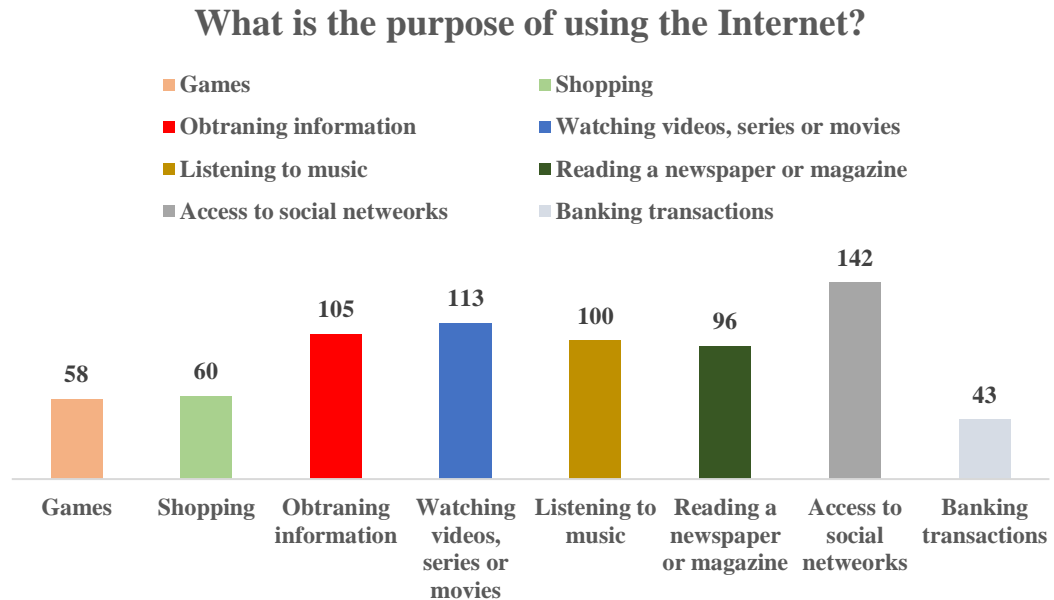 What is the purpose of using the Internet?
Games
Shopping
Obtraning information
Watching videos, series or movies
Listening to music
Reading a newspaper or magazine
Access to social netweorks
Banking transactions
58
60
105
113
100
96
142
43
Games
Shopping
Obtraning
information
Watching
videos,
series or
movies
Listening to
music
Reading a
newspaper
or magazine
Access to
social
netweorks
Banking
transactions